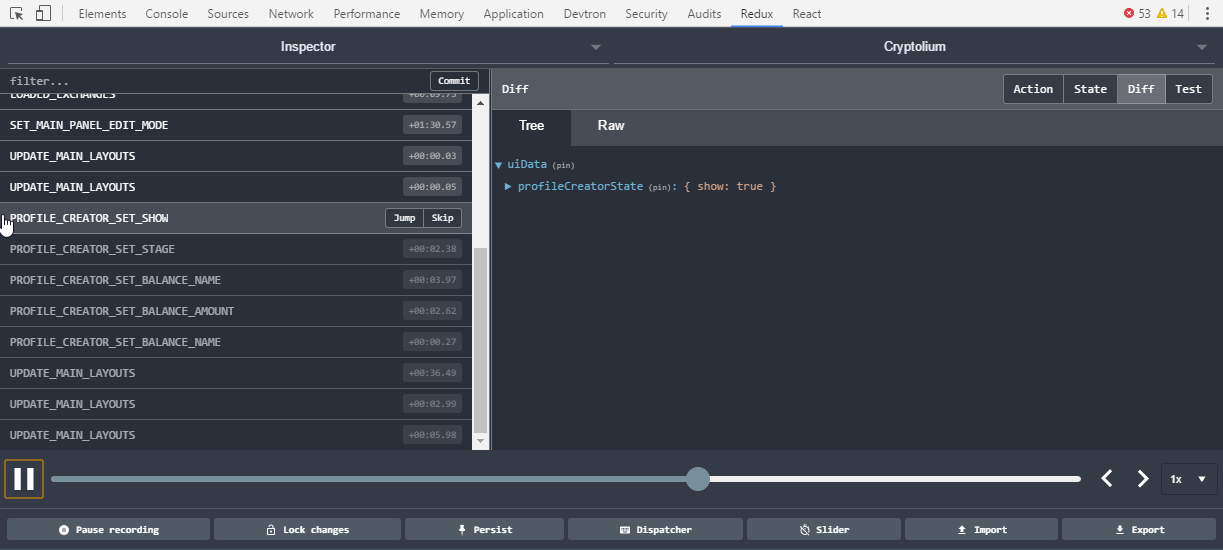 Elements Console Sources Network Performance Memory Application Devtron Security Audits Redux React 53 14
Inspector Cryptolium
filter... Commit
LOADED_EXCHANGES +00:09.73
SET_MAIN_PANEL_EDIT_MODE +01:30.57
UPDATE_MAIN_LAYOUTS +00:00.03
UPDATE_MAIN_LAYOUTS +00:00.05
PROFILE_CREATOR_SET_SHOW Jump Skip
PROFILE_CREATOR_SET_STAGE +00:02.38
PROFILE_CREATOR_SET_BALANCE_NAME +00:03.97
PROFILE_CREATOR_SET_BALANCE_AMOUNT +00:02.62
PROFILE_CREATOR_SET_BALANCE_NAME +00:00.27
UPDATE_MAIN_LAYOUTS +00:36.49
UPDATE_MAIN_LAYOUTS +00:02.99
UPDATE_MAIN_LAYOUTS +00:05.98
Diff Action State Diff Test
Tree Raw
uiData (pin)
profileCreatorState (pin): { show: true }
1x
Pause recording Lock changes Persist Dispatcher Slider Import Export